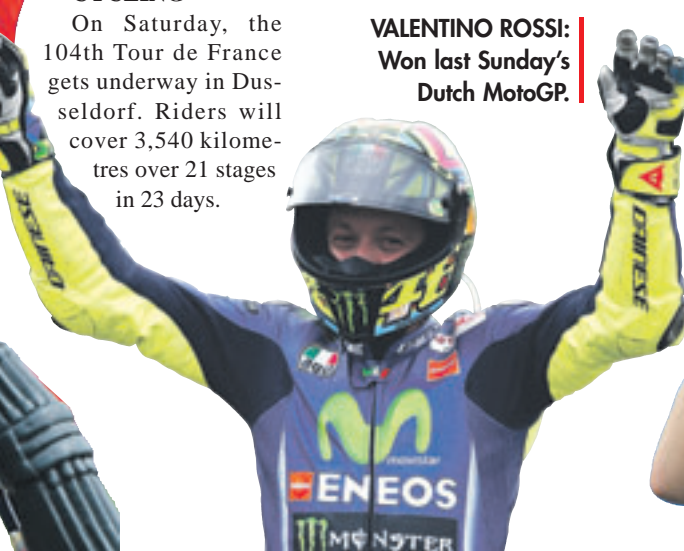 On Saturday, the
104th Tour de France
gets underway in Dus-
seldorf. Riders will
cover 3,540 kilome-
tres over 21 stages
in 23 days.
VALENTINO ROSSI:
Won last Sunday's
Dutch MotoGP.
DAINESE
DAINESE
46
movistar
ENEOS
MONSTER